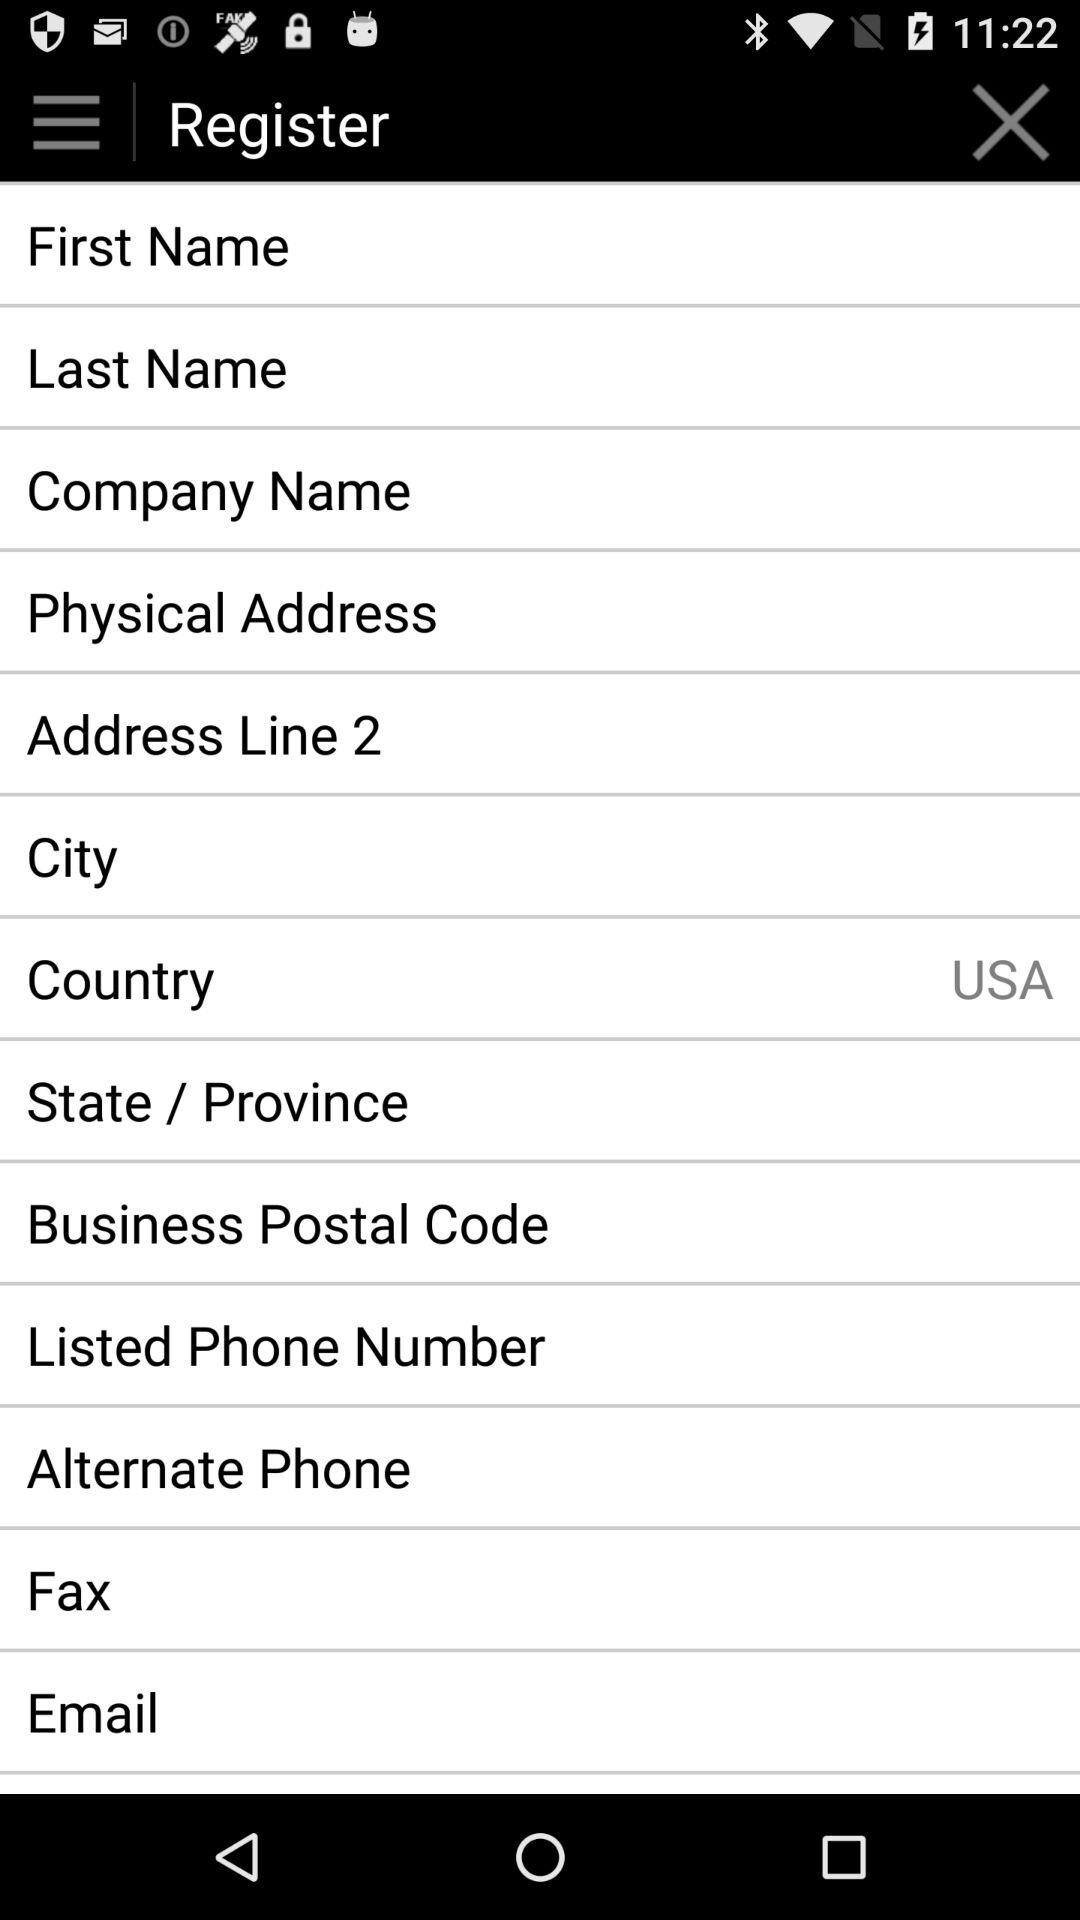 FAKE
11:22
Register
First Name
Last Name
Company Name
Physical Address
Address Line 2
City
Country USA
State / Province
Business Postal Code
Listed Phone Number
Alternate Phone
Fax
Email